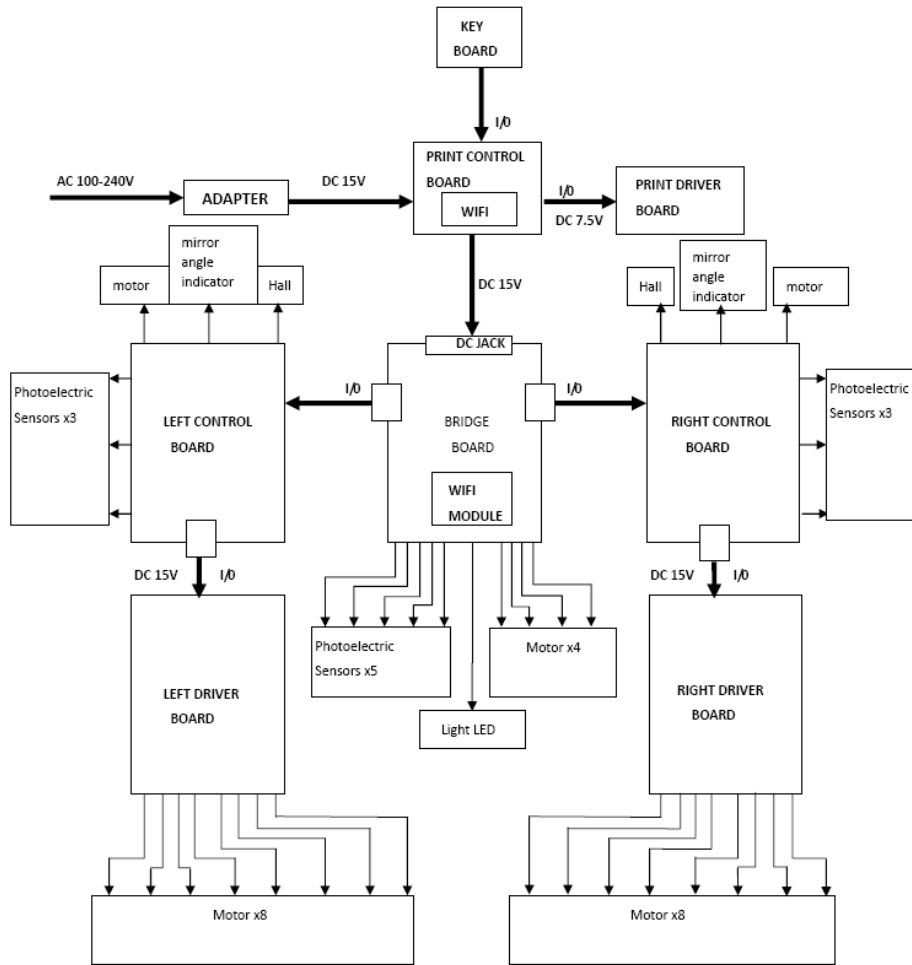 KEY
BOARD
I/0
PRINT CONTROL
BOARD
WIFI
AC 100-240V
ADAPTER
DC 15V
I/0
DC 7.5V
PRINT DRIVER
BOARD
DC 15V
motor
mirror
angle
indicator
Hall
Hall
mirror
angle
indicator
motor
DC JACK
Photoelectric
Sensors x3
LEFT CONTROL
BOARD
I/0
BRIDGE
BOARD
WIFI
MODULE
I/0
RIGHT CONTROL
BOARD
Photoelectric
Sensors x3
DC 15V
I/0
DC 15V
I/0
LEFT DRIVER
BOARD
Photoelectric
Sensors x5
Motor x4
Light LED
RIGHT DRIVER
BOARD
Motor x8
Motor x8